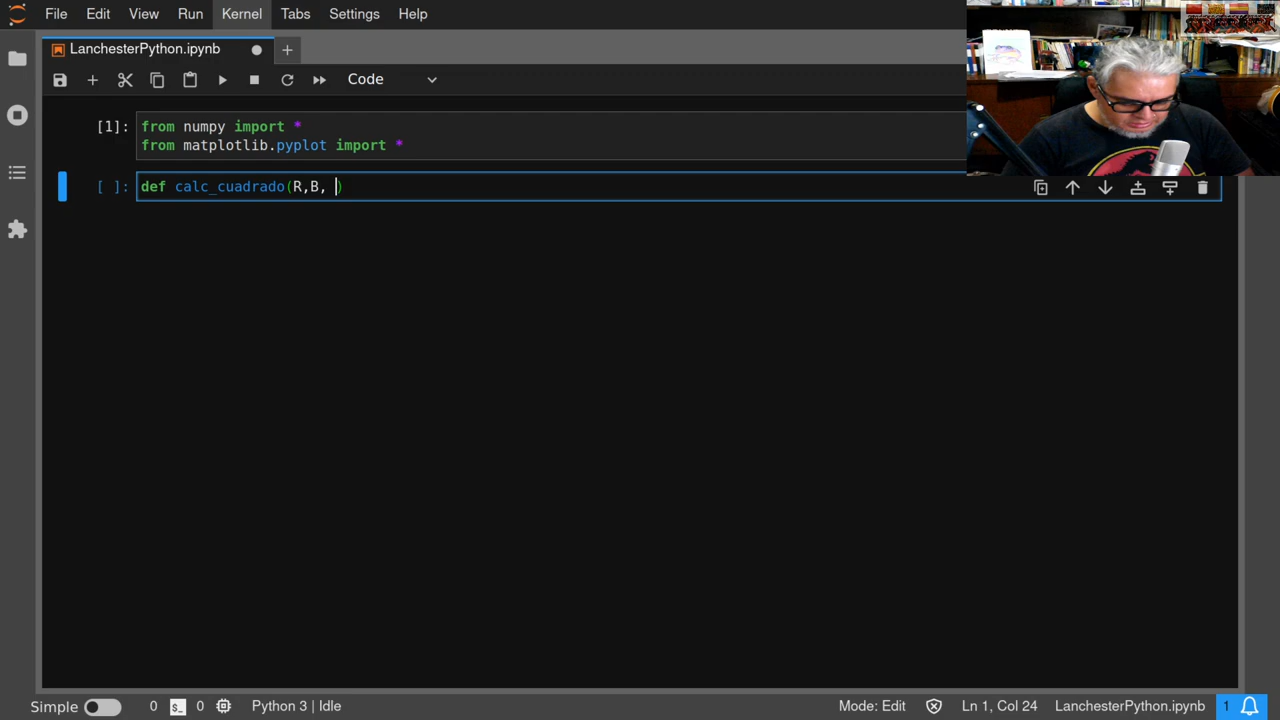 File Edit View Run Kernel Tabs Settings Help
LanchesterPython.ipynb
Code
[1]: from numpy import *
from matplotlib.pyplot import *
[ ]: def calc_cuadrado(R,B, )
Simple 0 $_ 0 Python 3 | Idle Mode: Edit Ln 1, Col 24 LanchesterPython.ipynb 1